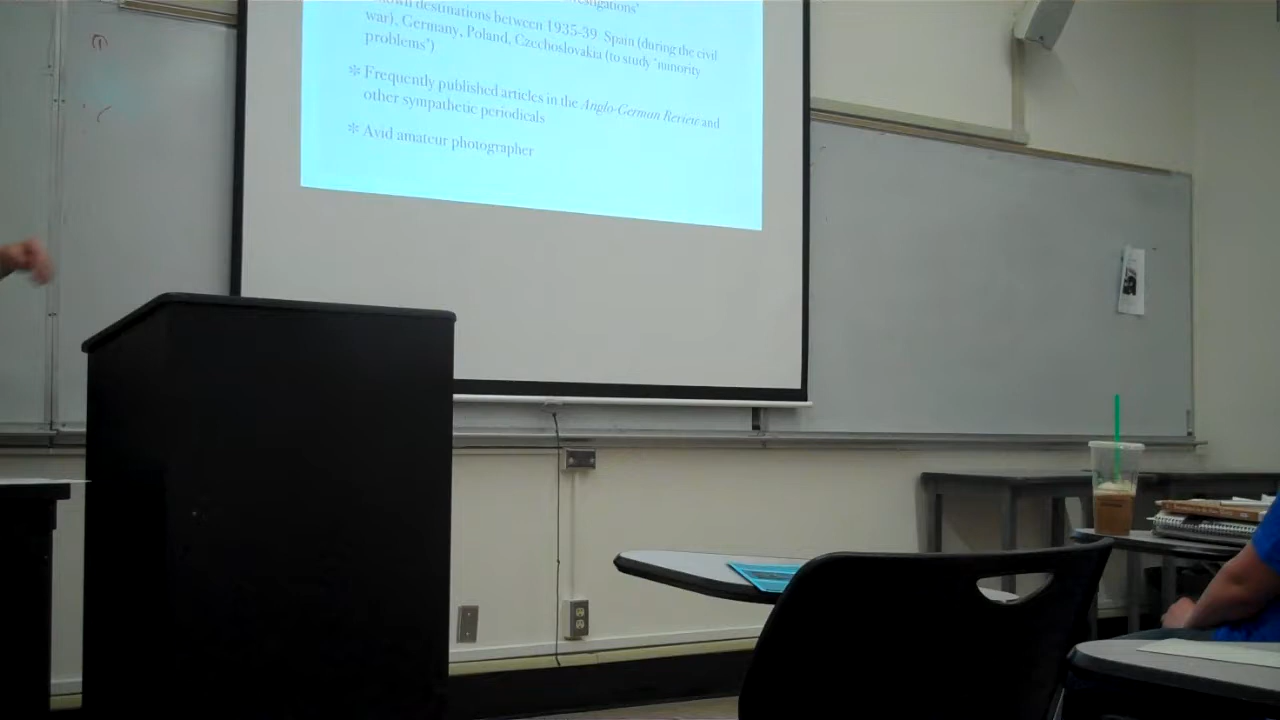 destinations between 1935-39 Spain (during the civil
war), Germany, Poland, Czechoslovakia (to study 'minority
problems')
✻ Frequently published articles in the Anglo-German Review and
other sympathetic periodicals
✻ Avid amateur photographer